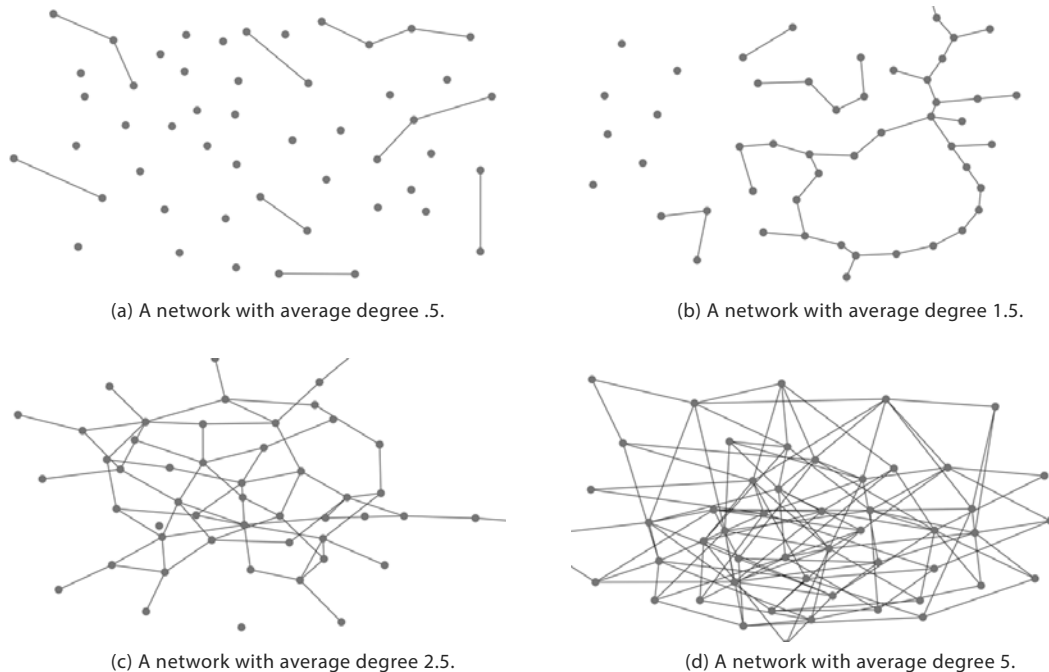 (a) A network with average degree .5.
(b) A network with average degree 1.5.
(c) A network with average degree 2.5.
(d) A network with average degree 5.